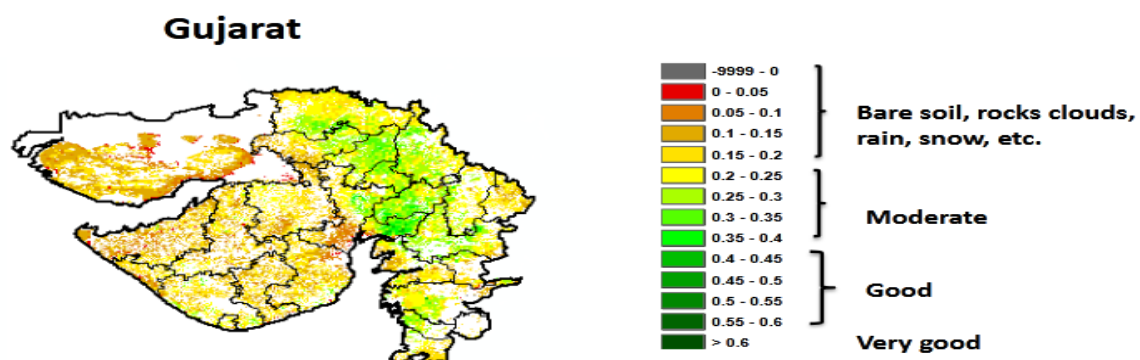 Gujarat
-9999 - 0
0 - 0.05
0.05 - 0.1
0.1 - 0.15
0.15 - 0.2
0.2 - 0.25
0.25 - 0.3
0.3 - 0.35
0.35 - 0.4
0.4 - 0.45
0.45 - 0.5
0.5 - 0.55
0.55 - 0.6
> 0.6
Bare soil, rocks clouds,
rain, snow, etc.
Moderate
Good
Very good